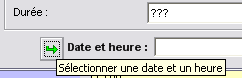 Durée : ???
Date et heure :
Sélectionner une date et un heure